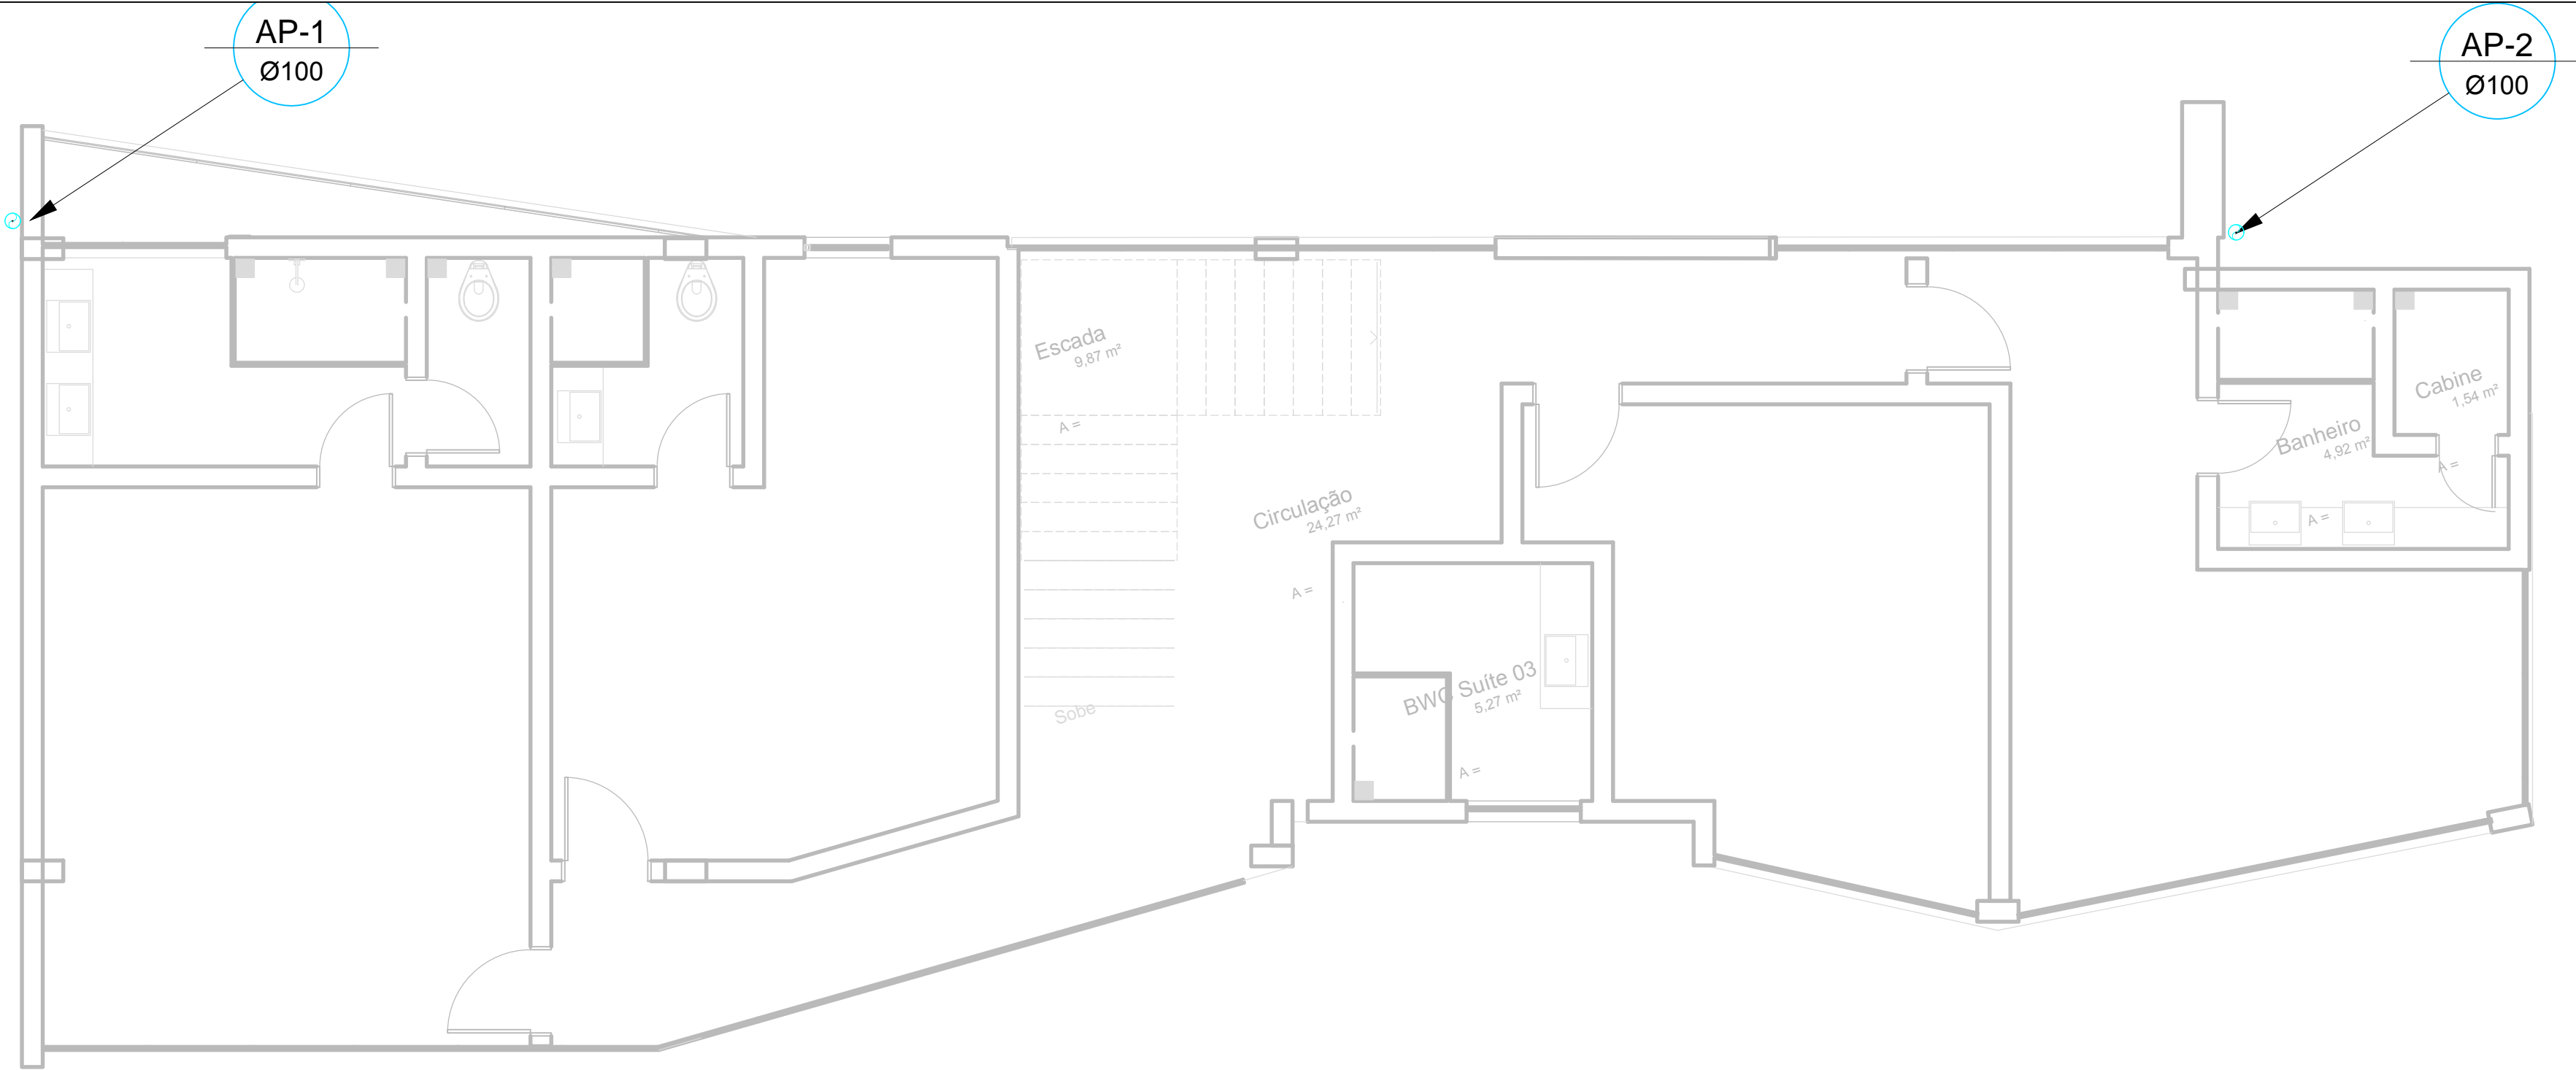 AP-1
Ø100
AP-2
Ø100
Escada
9,87 m²
A =
Circulação
24,27 m²
A =
Sobe
BWC Suíte 03
5,27 m²
A =
Cabine
1,54 m²
A =
Banheiro
4,92 m²
A =